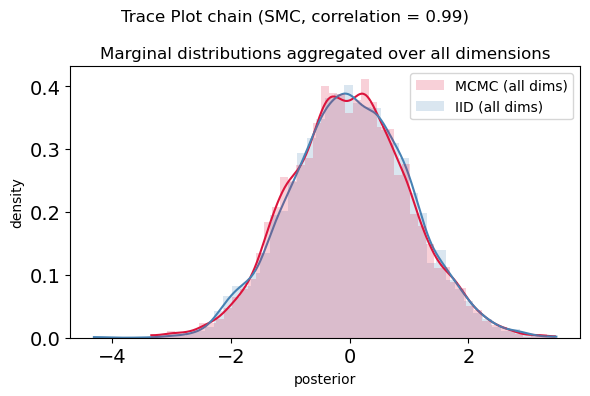 Trace Plot chain (SMC, correlation = 0.99)
Marginal distributions aggregated over all dimensions
MCMC (all dims)
IID (all dims)
density
0.4
0.3
0.2
0.1
0.0
−4
−2
0
2
posterior